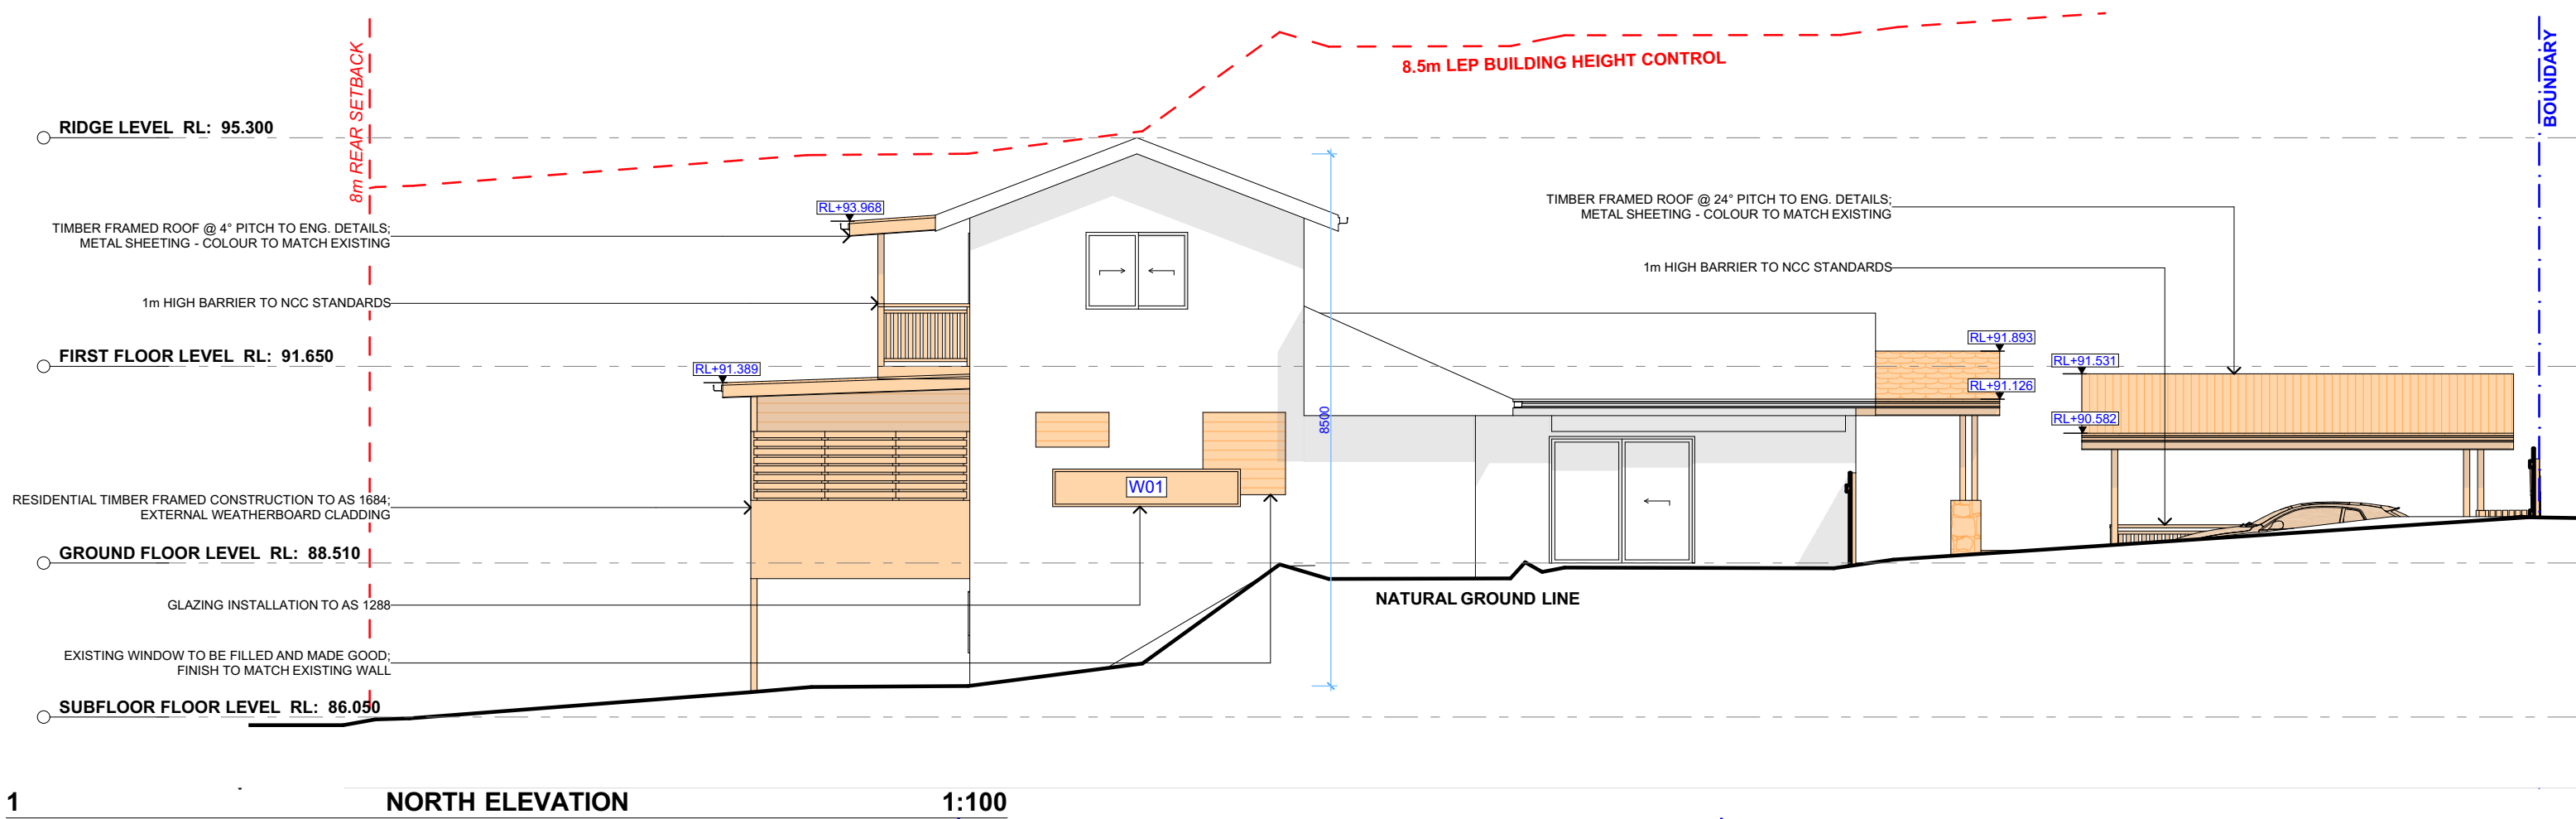 8.5m LEP BUILDING HEIGHT CONTROL
BOUNDARY
8m REAR SETBACK
RIDGE LEVEL RL: 95.300
RL+93.968
TIMBER FRAMED ROOF @ 4° PITCH TO ENG. DETAILS;
METAL SHEETING - COLOUR TO MATCH EXISTING
TIMBER FRAMED ROOF @ 24° PITCH TO ENG. DETAILS;
METAL SHEETING - COLOUR TO MATCH EXISTING
1m HIGH BARRIER TO NCC STANDARDS
1m HIGH BARRIER TO NCC STANDARDS
FIRST FLOOR LEVEL RL: 91.650
RL+91.389
RL+91.893
RL+91.126
RL+91.531
RL+90.582
8500
W01
RESIDENTIAL TIMBER FRAMED CONSTRUCTION TO AS 1684;
EXTERNAL WEATHERBOARD CLADDING
GROUND FLOOR LEVEL RL: 88.510
NATURAL GROUND LINE
GLAZING INSTALLATION TO AS 1288
EXISTING WINDOW TO BE FILLED AND MADE GOOD;
FINISH TO MATCH EXISTING WALL
SUBFLOOR FLOOR LEVEL RL: 86.050
1 NORTH ELEVATION 1:100